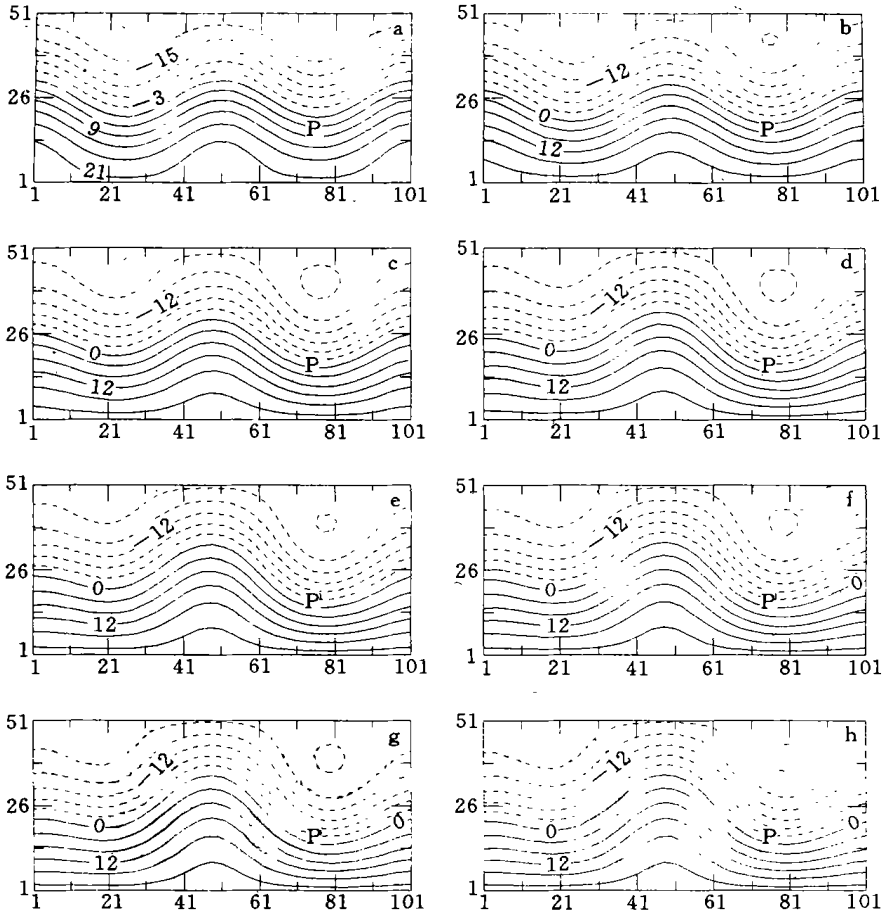 51 a 51 b
-15 -12
26 -3 26 0
9 P 12 P
21
1 1
1 21 41 61 81 101 1 21 41 61 81 101
51 c 51 d
-12 -12
26 0 26 0
12 P 12 P
1 1
1 21 41 61 81 101 1 21 41 61 81 101
51 e 51 f
-12 -12
26 0 26 0 0
12 P 12 P
1 1
1 21 41 61 81 101 1 21 41 61 81 101
51 g 51 h
-12 -12
26 0 0 26 0 0
12 P 12 P
1 1
1 21 41 61 81 101 1 21 41 61 81 101